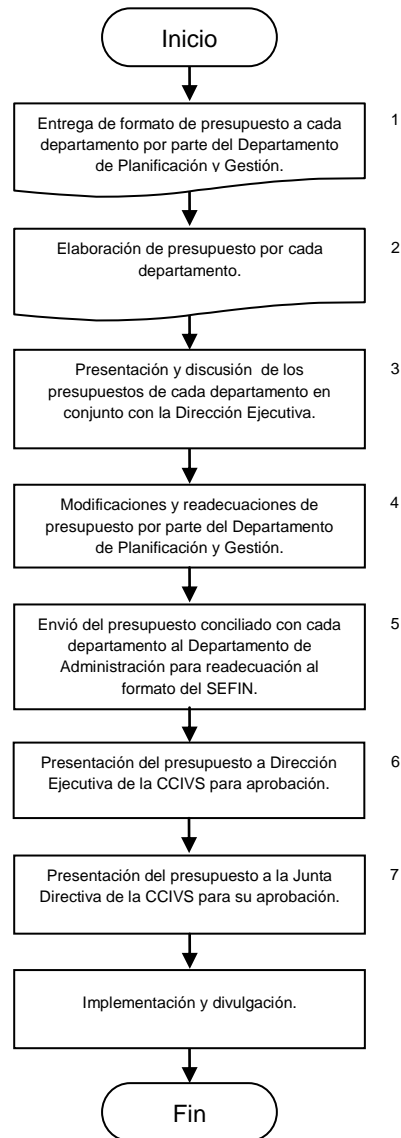 Inicio
Entrega de formato de presupuesto a cada
departamento por parte del Departamento
de Planificación y Gestión.
1
Elaboración de presupuesto por cada
departamento.
2
Presentación y discusión de los
presupuestos de cada departamento en
conjunto con la Dirección Ejecutiva.
3
Modificaciones y readecuaciones de
presupuesto por parte del Departamento
de Planificación y Gestión.
4
Envió del presupuesto conciliado con cada
departamento al Departamento de
Administración para readecuación al
formato del SEFIN.
5
Presentación del presupuesto a Dirección
Ejecutiva de la CCIVS para aprobación.
6
Presentación del presupuesto a la Junta
Directiva de la CCIVS para su aprobación.
7
Implementación y divulgación.
Fin